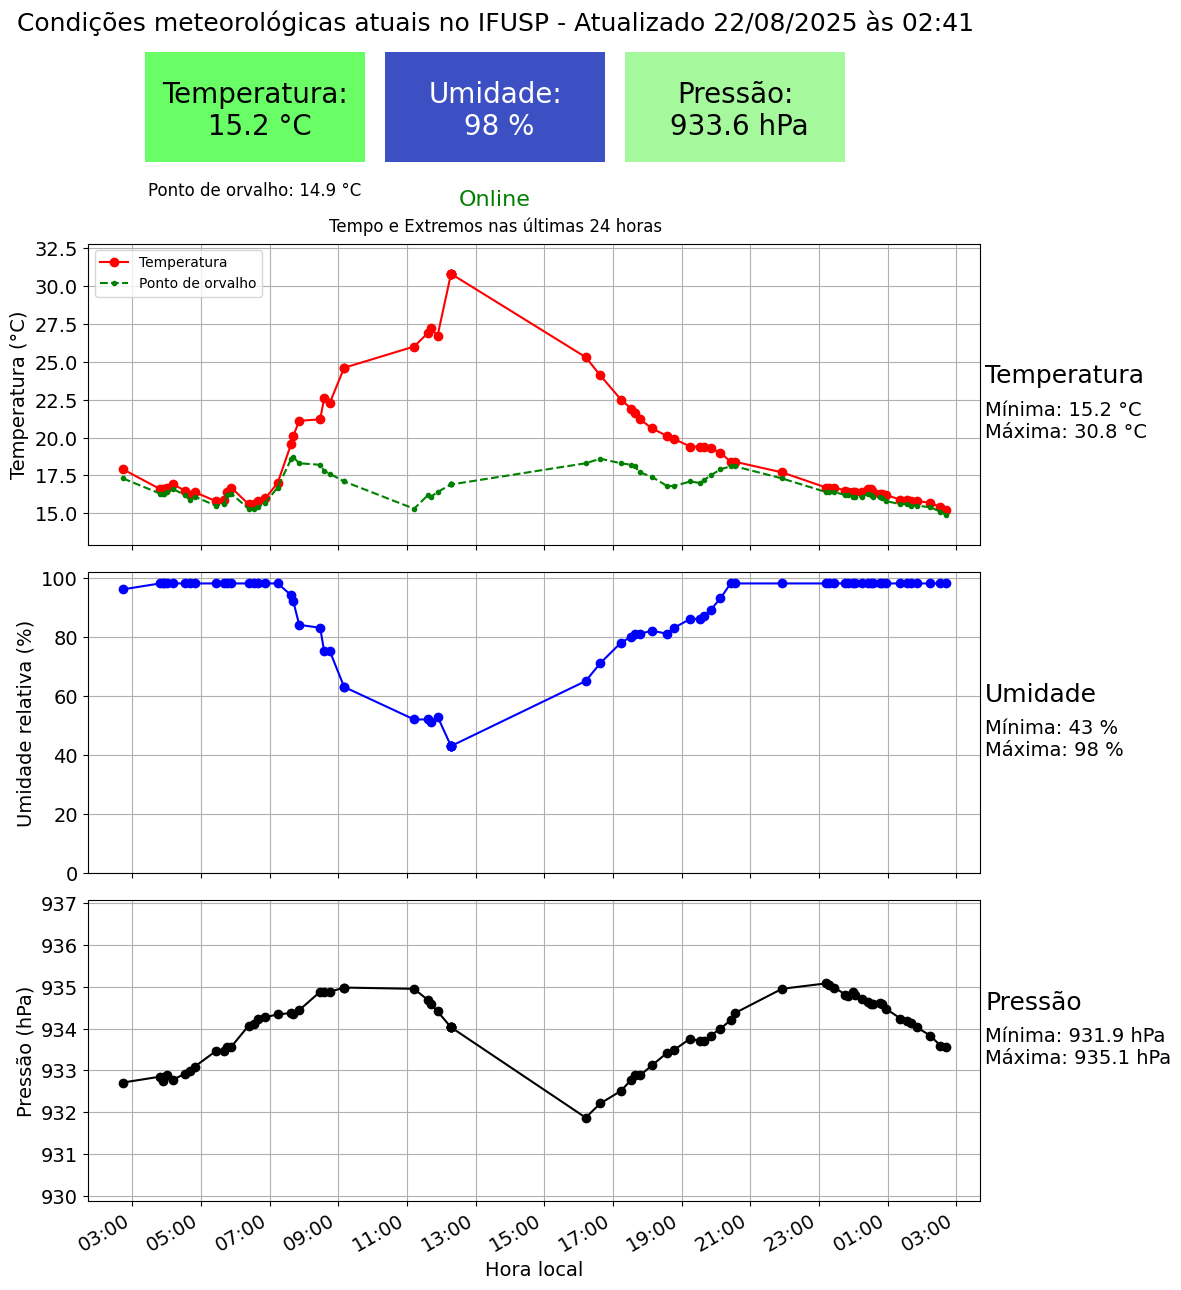 Condições meteorológicas atuais no IFUSP - Atualizado 22/08/2025 às 02:41
Temperatura:
15.2 °C
Umidade:
98 %
Pressão:
933.6 hPa
Ponto de orvalho: 14.9 °C
Online
Tempo e Extremos nas últimas 24 horas
Temperatura (°C)
32.5
30.0
27.5
25.0
22.5
20.0
17.5
15.0
Temperatura
Ponto de orvalho
Temperatura
Mínima: 15.2 °C
Máxima: 30.8 °C
Umidade relativa (%)
100
80
60
40
20
0
Umidade
Mínima: 43 %
Máxima: 98 %
Pressão (hPa)
937
936
935
934
933
932
931
930
Pressão
Mínima: 931.9 hPa
Máxima: 935.1 hPa
03:00 05:00 07:00 09:00 11:00 13:00 15:00 17:00 19:00 21:00 23:00 01:00 03:00
Hora local